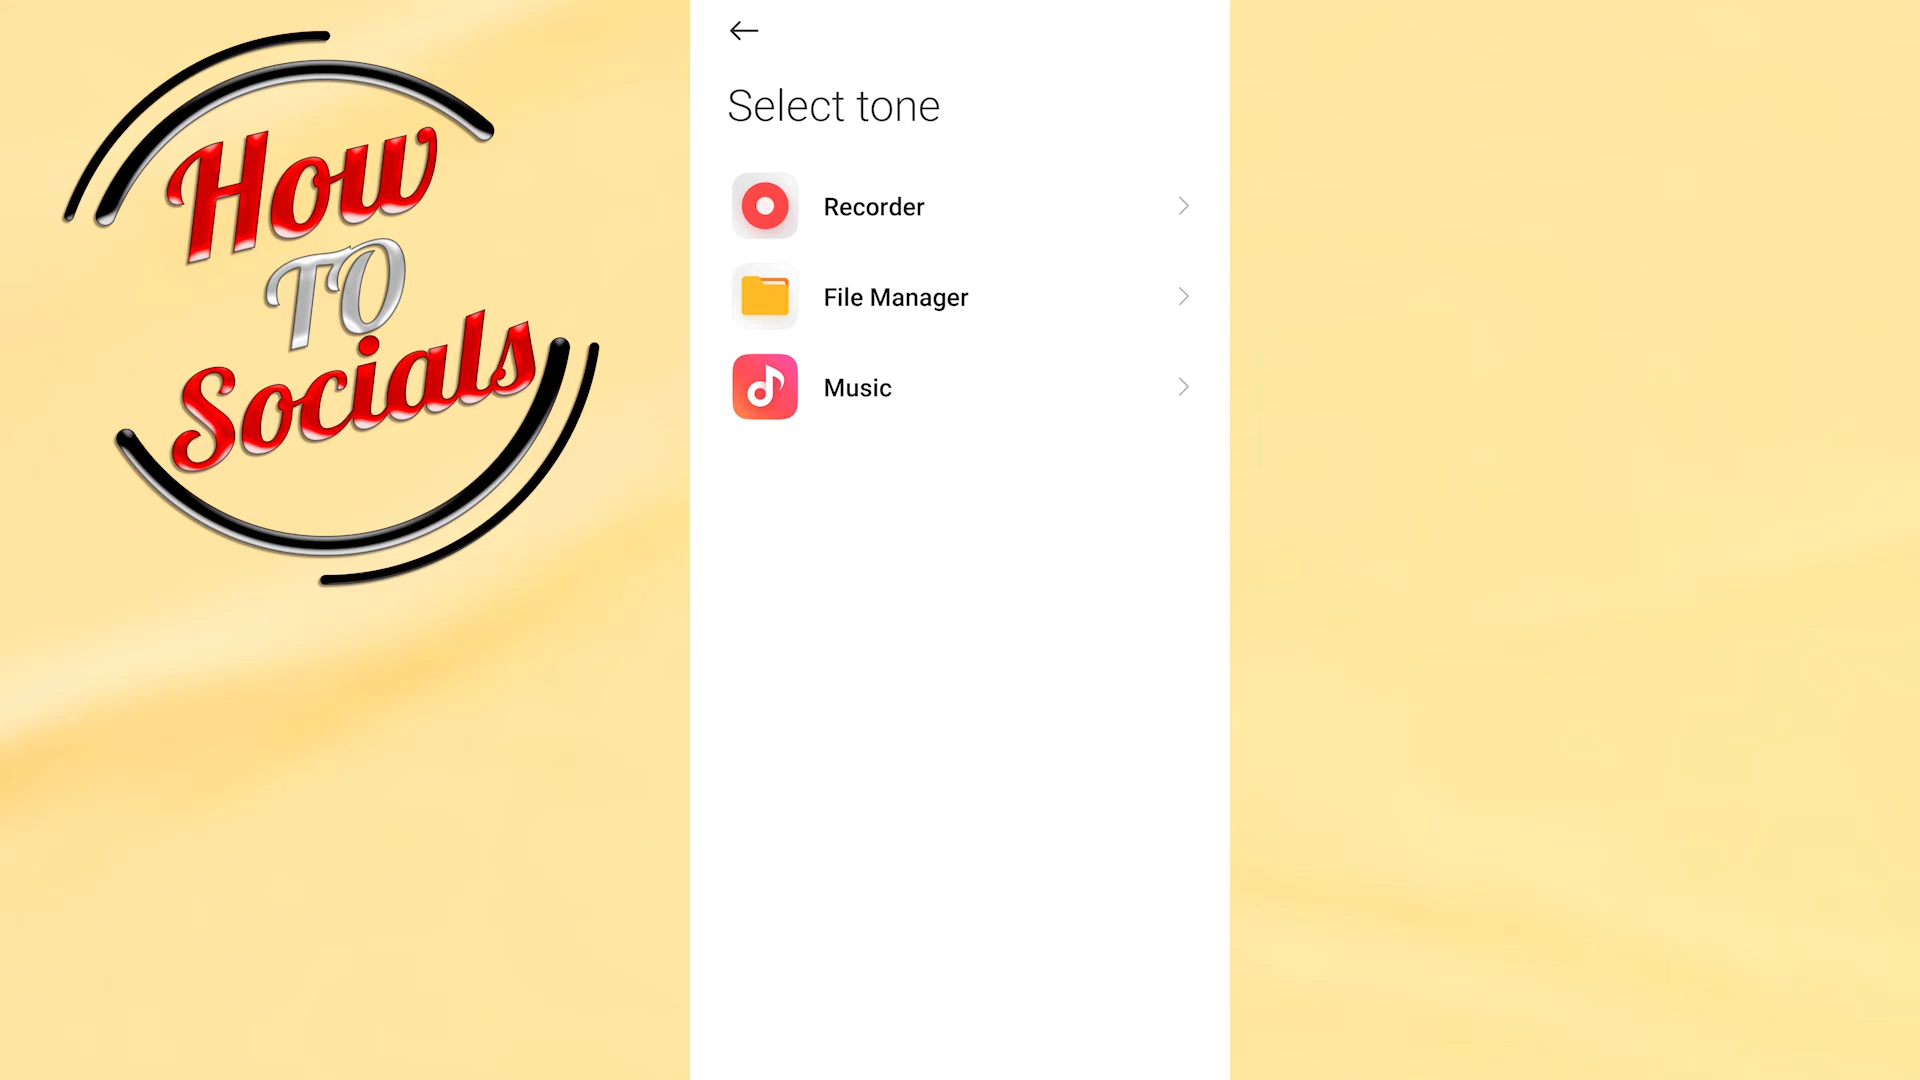 How
TO
Socials
Select tone
Recorder
File Manager
Music